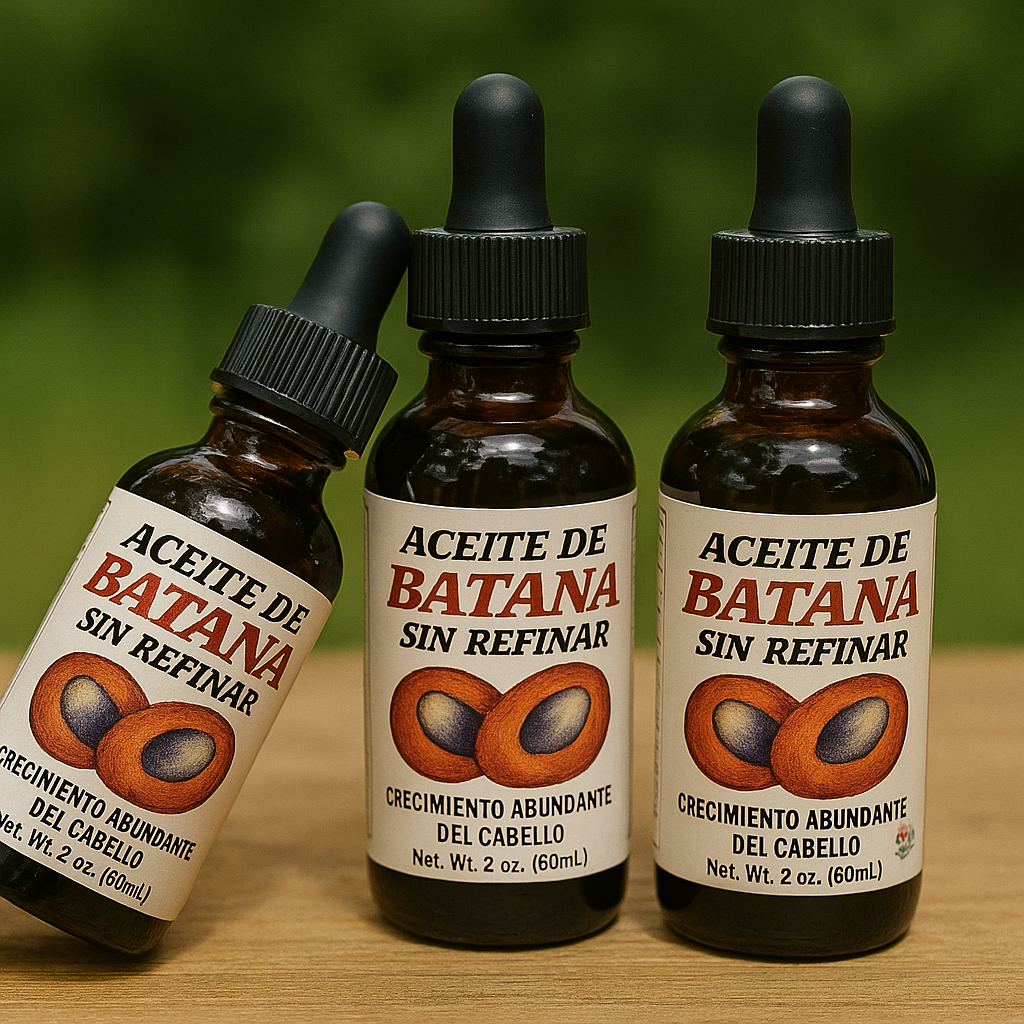 ACEITE DE
BATANA
SIN REFINAR
CRECINIENTO ABUNDANTE
DEL CABELLO
Net. Wt. 2 oz. (60mL)
ACEITE DE
BATANA
SIN REFINAR
CRECIMIENTO ABUNDANTE
DEL CABELLO
Net. Wt. 2 oz. (60mL)
ACEITE DE
BATANA
SIN REFINAR
CRECIMIENTO ABUNDANTE
DEL CABELLO
Net. Wt. 2 oz. (60mL)